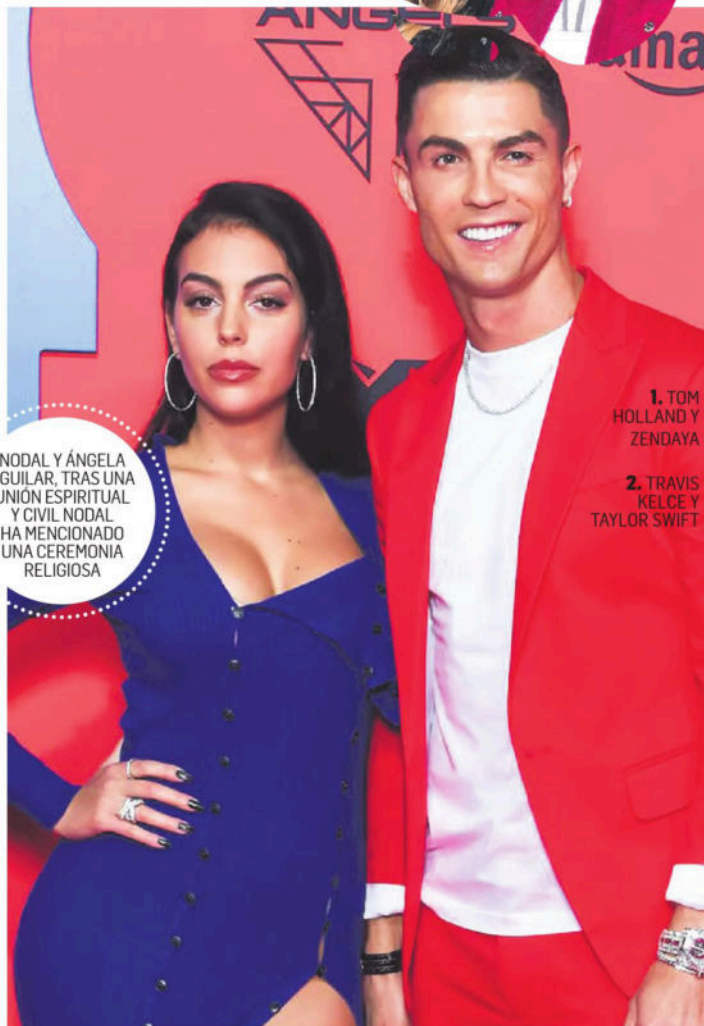 ANGELS
NODAL Y ÁNGELA
GUILAR, TRAS UNA
UNIÓN ESPIRITUAL
Y CIVIL NODAL
HA MENCIONADO
UNA CEREMONIA
RELIGIOSA
1. TOM
HOLLAND Y
ZENDAYA
2. TRAVIS
KELCE Y
TAYLOR SWIFT